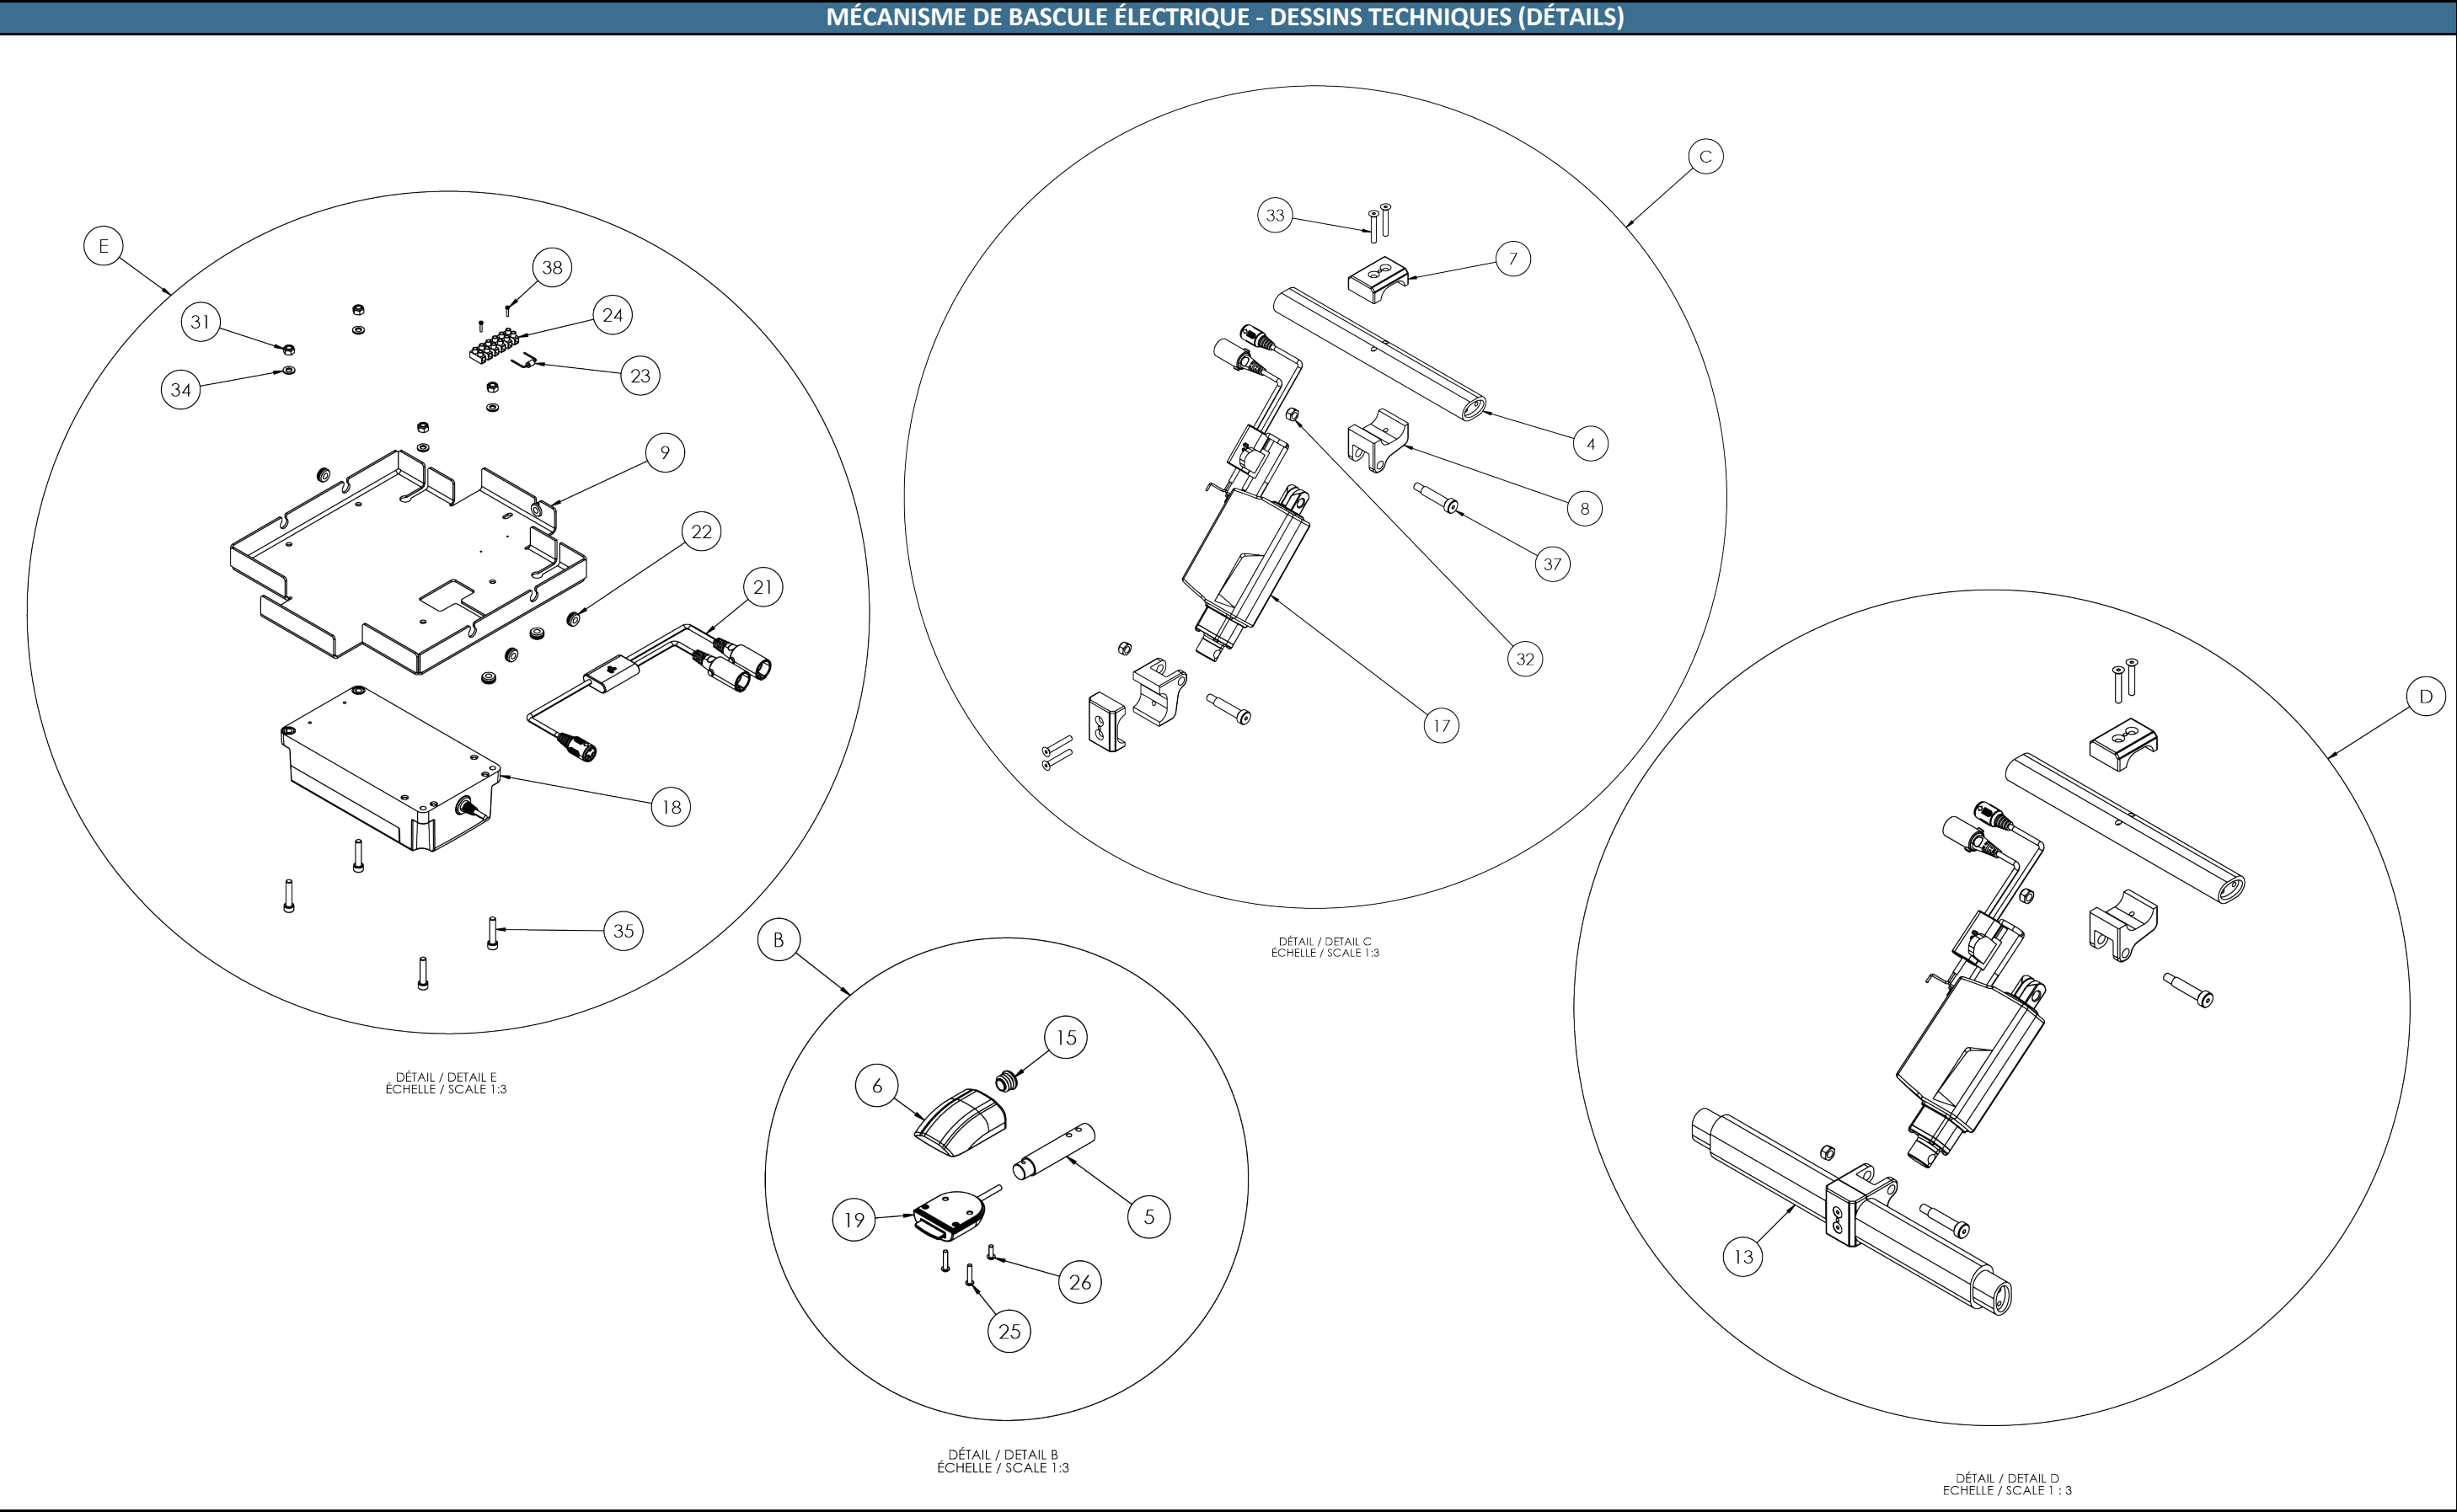 MÉCANISME DE BASCULE ÉLECTRIQUE - DESSINS TECHNIQUES (DÉTAILS)
E
38
31
24
34
23
9
22
21
18
35
DÉTAIL / DETAIL E
ÉCHELLE / SCALE 1:3
C
33
7
4
8
37
32
17
DÉTAIL / DETAIL C
ÉCHELLE / SCALE 1:3
B
15
6
19
5
26
25
DÉTAIL / DETAIL B
ÉCHELLE / SCALE 1:3
D
13
DÉTAIL / DETAIL D
ECHELLE / SCALE 1 : 3